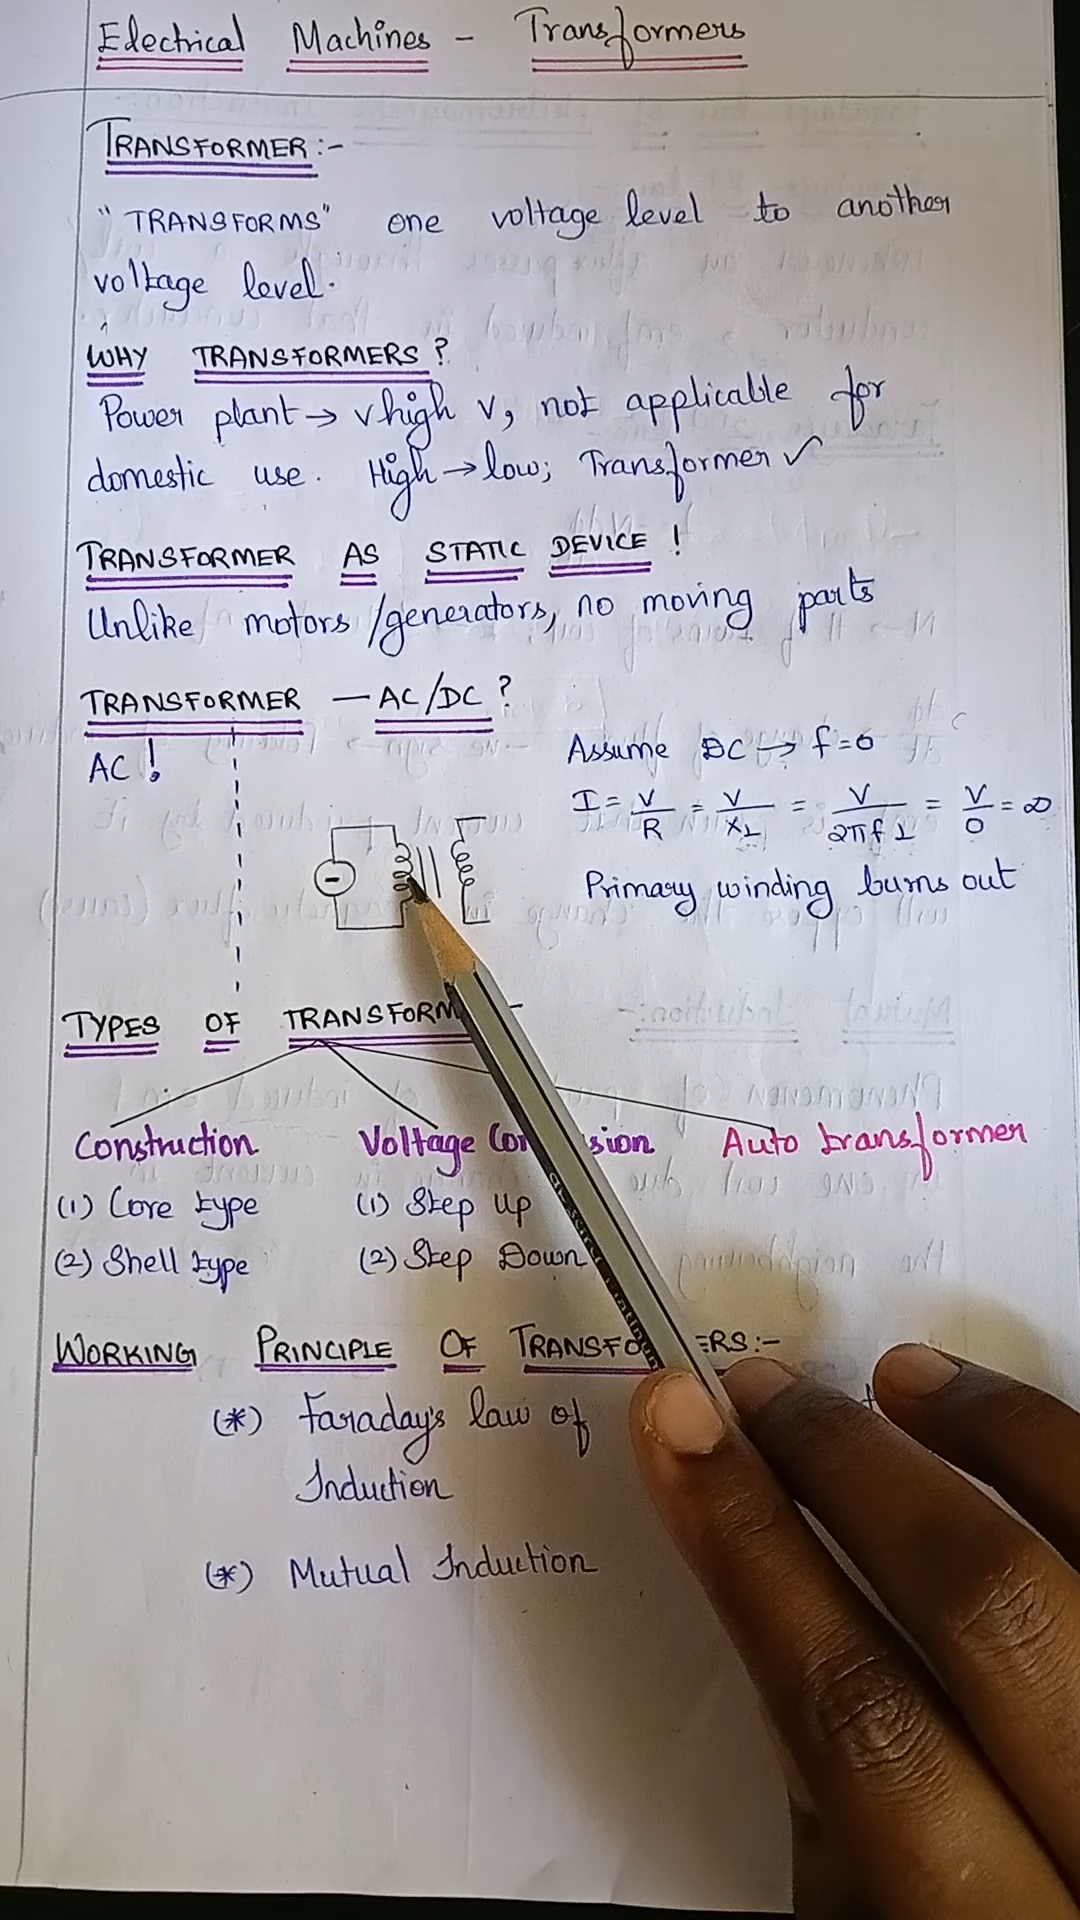 Electrical Machines - Transformers
TRANSFORMER:-
"TRANSFORMS" one voltage level to another
voltage level.
WHY TRANSFORMERS?
Power plant → vhigh v, not applicable for
domestic use. High → low; Transformer ✓
TRANSFORMER AS STATIC DEVICE !
Unlike motors/generators, no moving parts
TRANSFORMER - AC/DC ?
AC!
Assume DC → f=0
I = V/R = V/XL = V/2πfL = V/0 = ∞
Primary winding burns out
TYPES OF TRANSFORM
Construction Voltage Con sion Auto transformer
(1) Core type (1) Step up
(2) Shell type (2) Step Down
WORKING PRINCIPLE OF TRANSFO ERS:-
(*) Faraday's law of
Induction
(*) Mutual Induction